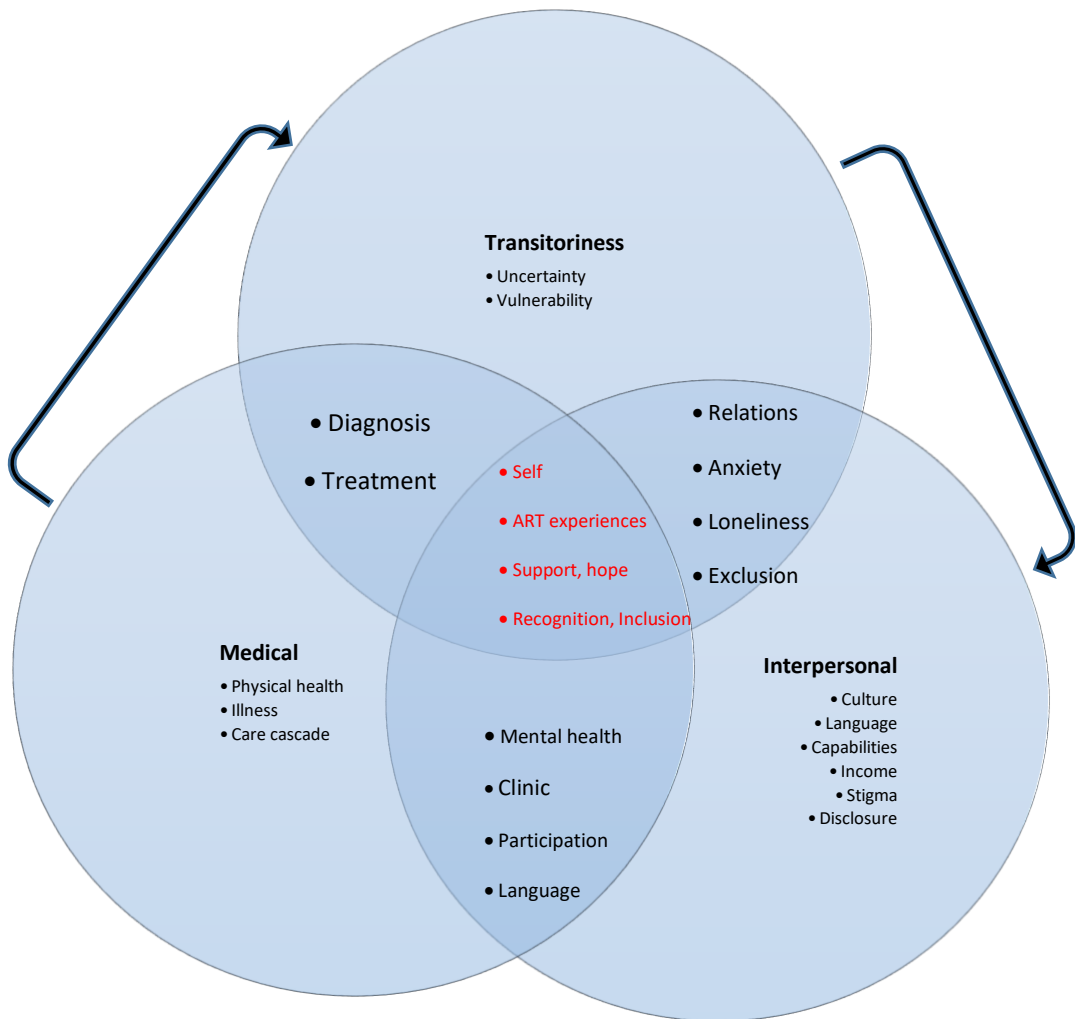 Transitoriness
• Uncertainty
• Vulnerability
• Diagnosis
• Treatment
• Self
• ART experiences
• Support, hope
• Recognition, Inclusion
• Relations
• Anxiety
• Loneliness
• Exclusion
Medical
• Physical health
• Illness
• Care cascade
Interpersonal
• Culture
• Language
• Capabilities
• Income
• Stigma
• Disclosure
• Mental health
• Clinic
• Participation
• Language